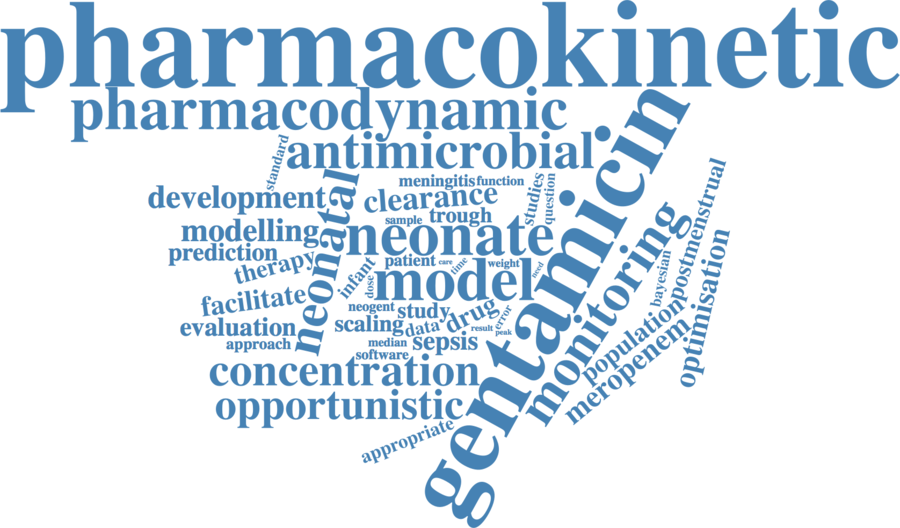 pharmacokinetic
pharmacodynamic
antimicrobial
gentamicin
standard
meningitis
function
development
neonatal
clearance
studies
question
postmenstrual
sample
trough
modelling
neonate
monitoring
prediction
therapy
infant
patient
care
time
weight
need
bayesian
optimisation
dose
model
facilitate
neogent
study
drug
error
population
evaluation
scaling
data
result
peak
meropenem
approach
median
sepsis
software
concentration
opportunistic
appropriate